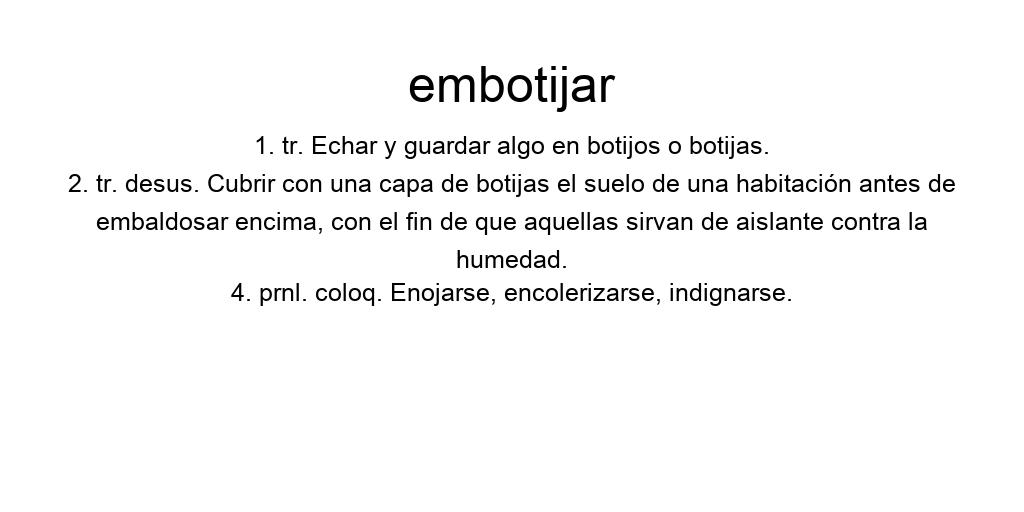 embotijar
1. tr. Echar y guardar algo en botijos o botijas.
2. tr. desus. Cubrir con una capa de botijas el suelo de una habitación antes de
embaldosar encima, con el fin de que aquellas sirvan de aislante contra la
humedad.
4. prnl. coloq. Enojarse, encolerizarse, indignarse.